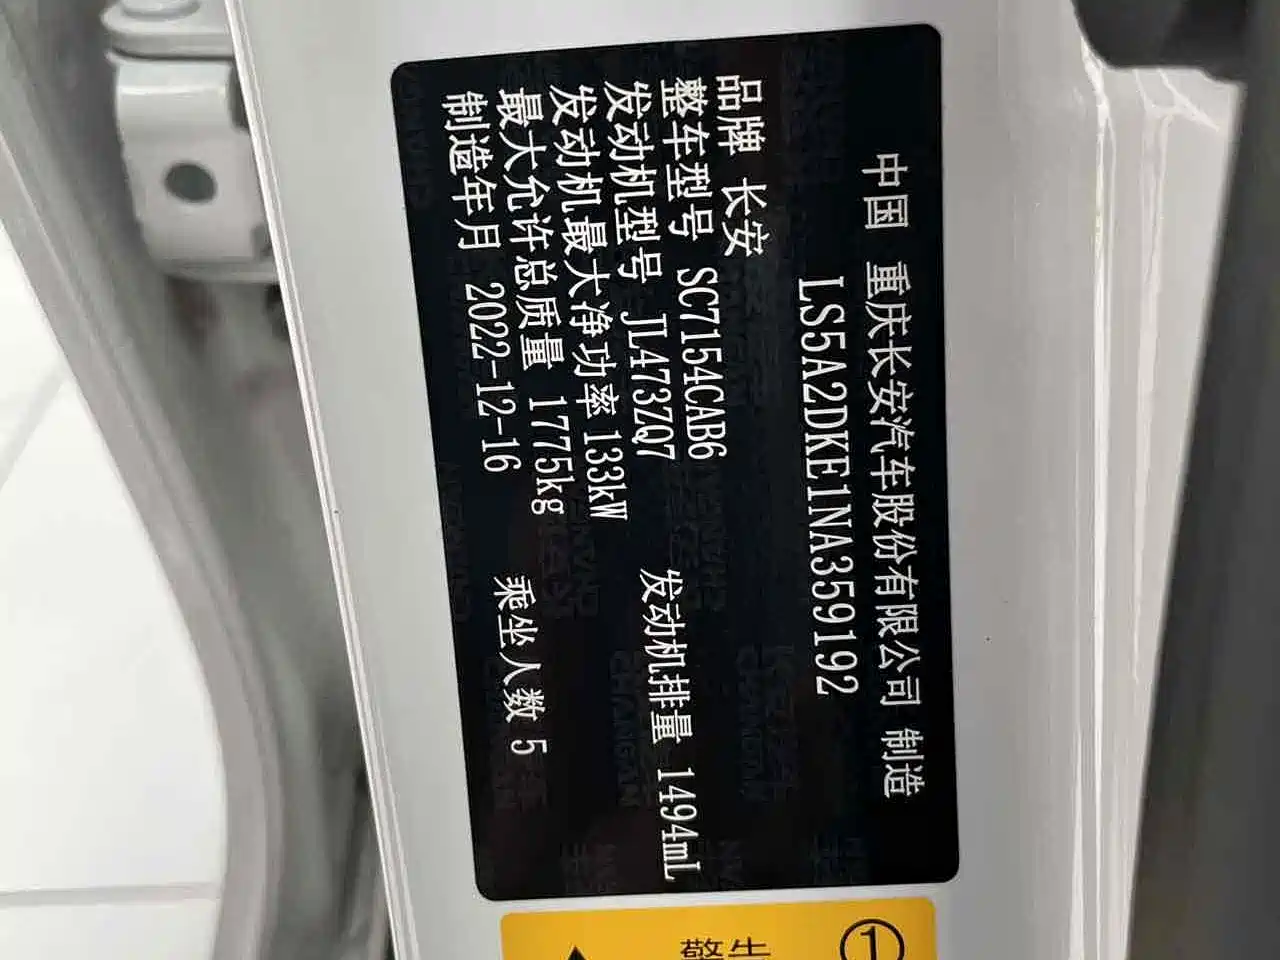 中国 重庆长安汽车股份有限公司 制造
LS5A2DKE1NA359192
品牌 长安
整车型号 SC7154CAB6
发动机型号 JL473ZQ7 发动机排量 1494mL
发动机最大净功率 133kW
最大允许总质量 1775kg
制造年月 2022-12-16 乘坐人数 5
警告
1